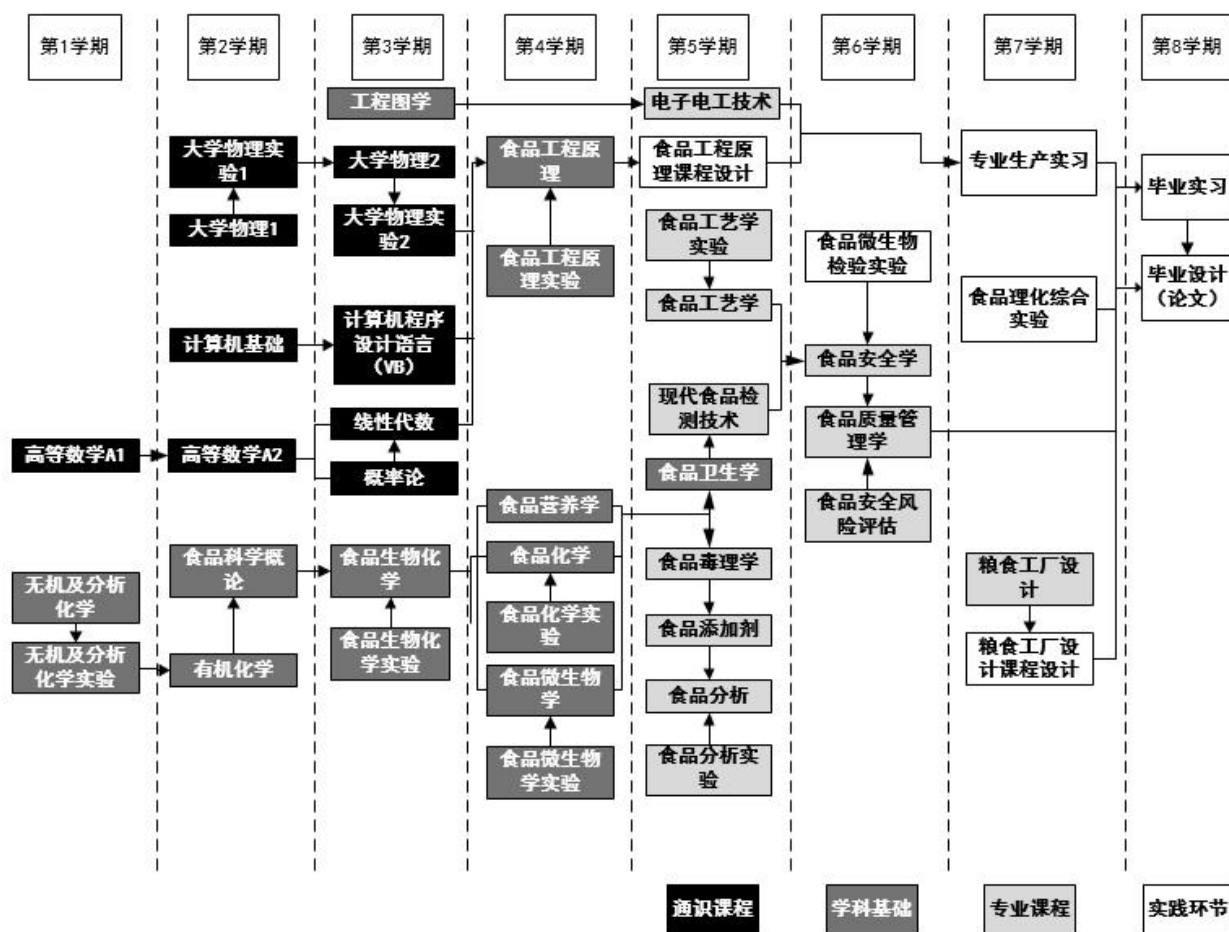 第1学期
第2学期
第3学期
第4学期
第5学期
第6学期
第7学期
第8学期
工程图学
电子电工技术
大学物理实
验1
大学物理2
食品工程原
理
食品工程原
理课程设计
专业生产实习
毕业实习
大学物理1
大学物理实
验2
食品工程原
理实验
食品工艺学
实验
食品微生物
检验实验
毕业设计
（论文）
计算机基础
计算机程序
设计语言
（VB）
食品工艺学
食品安全学
食品理化综合
实验
高等数学A1
高等数学A2
线性代数
概率论
现代食品检
测技术
食品质量管
理学
食品卫生学
食品安全风
险评估
食品营养学
无机及分析
化学
食品科学概
论
食品生物化
学
食品化学
食品毒理学
粮食工厂设
计
无机及分析
化学实验
有机化学
食品生物化
学实验
食品化学实
验
食品添加剂
粮食工厂设
计课程设计
食品微生物
学
食品分析
食品微生物
学实验
食品分析实
验
通识课程
学科基础
专业课程
实践环节